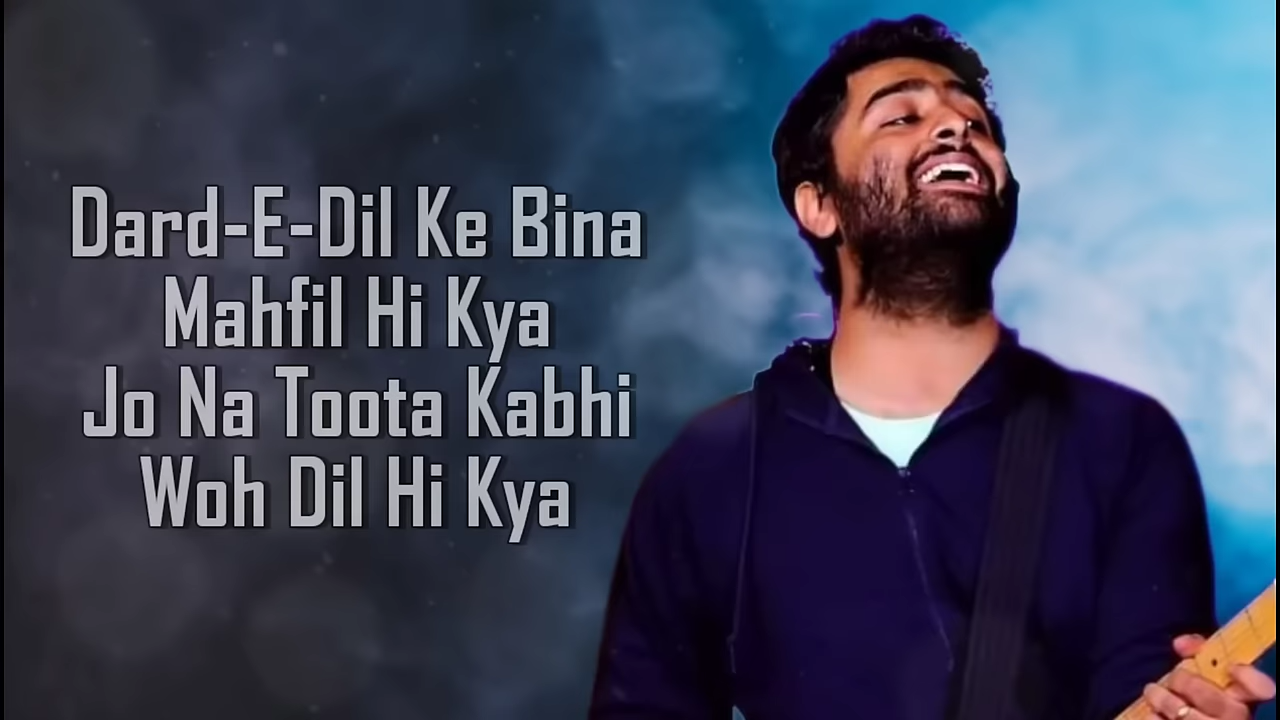 Dard-E-Dil Ke Bina
Mahfil Hi Kya
Jo Na Toota Kabhi
Woh Dil Hi Kya